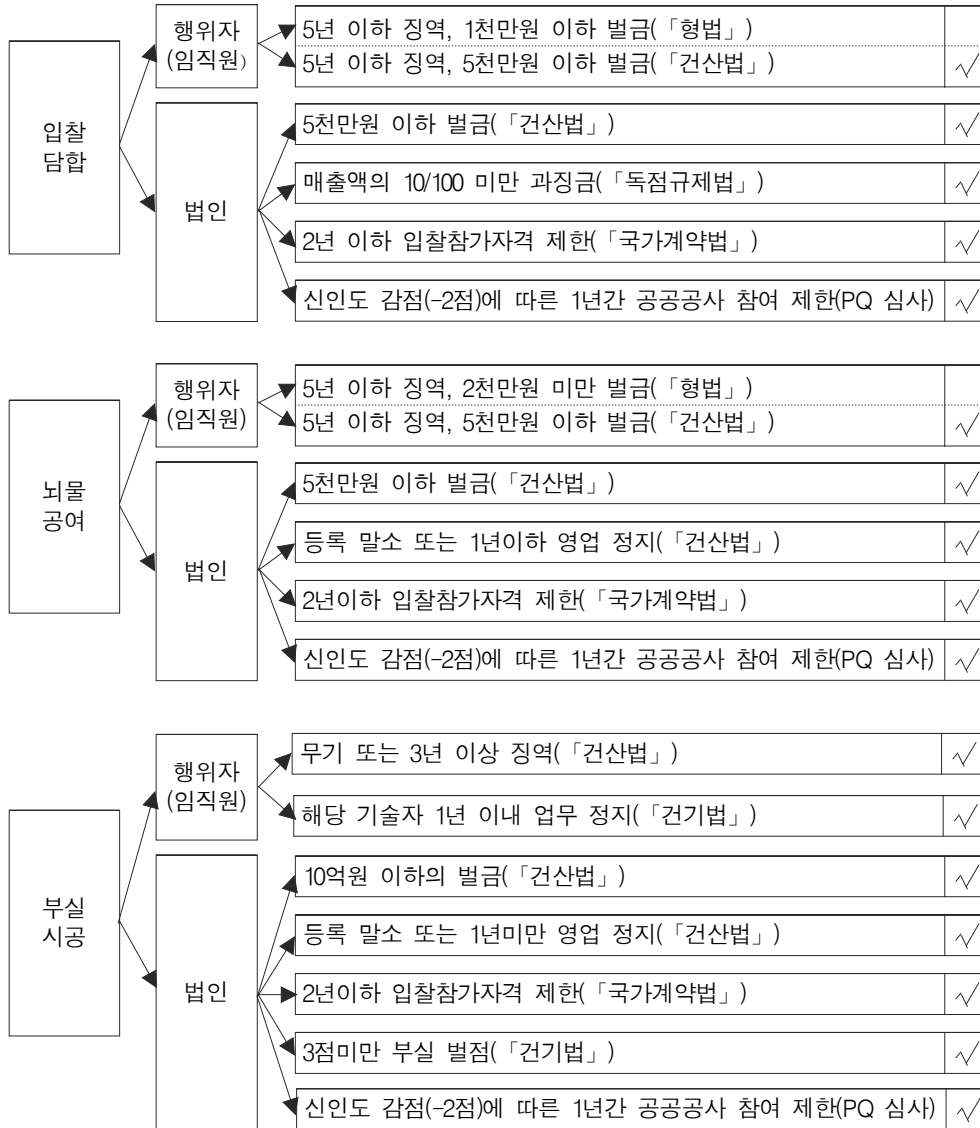 행위자
(임직원)
5년 이하 징역, 1천만원 이하 벌금(「형법」)
5년 이하 징역, 5천만원 이하 벌금(「건산법」) √
입찰
담합
법인
5천만원 이하 벌금(「건산법」) √
매출액의 10/100 미만 과징금(「독점규제법」) √
2년 이하 입찰참가자격 제한(「국가계약법」) √
신인도 감점(-2점)에 따른 1년간 공공공사 참여 제한(PQ 심사) √
행위자
(임직원)
5년 이하 징역, 2천만원 미만 벌금(「형법」)
5년 이하 징역, 5천만원 이하 벌금(「건산법」) √
뇌물
공여
법인
5천만원 이하 벌금(「건산법」) √
등록 말소 또는 1년이하 영업 정지(「건산법」) √
2년이하 입찰참가자격 제한(「국가계약법」) √
신인도 감점(-2점)에 따른 1년간 공공공사 참여 제한(PQ 심사) √
행위자
(임직원)
무기 또는 3년 이상 징역(「건산법」) √
해당 기술자 1년 이내 업무 정지(「건기법」) √
부실
시공
법인
10억원 이하의 벌금(「건산법」) √
등록 말소 또는 1년미만 영업 정지(「건산법」) √
2년이하 입찰참가자격 제한(「국가계약법」) √
3점미만 부실 벌점(「건기법」) √
신인도 감점(-2점)에 따른 1년간 공공공사 참여 제한(PQ 심사) √